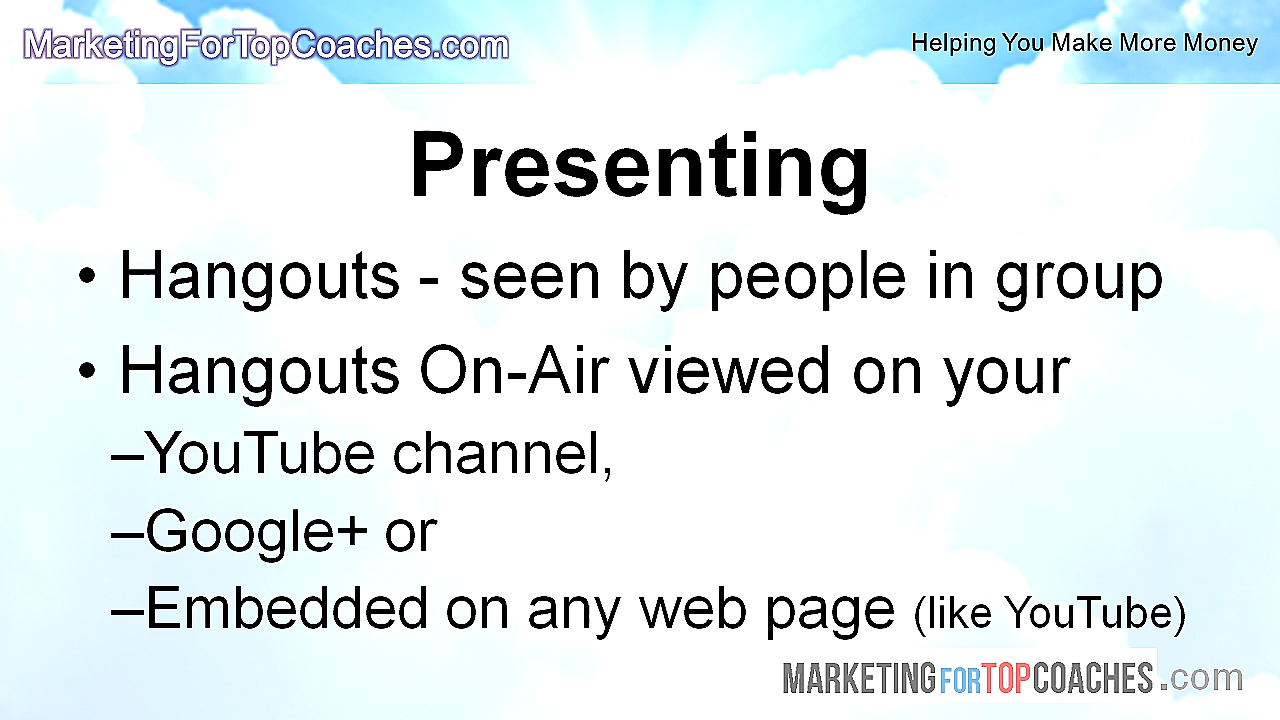 MarketingForTopCoaches.com
Helping You Make More Money
Presenting
• Hangouts - seen by people in group
• Hangouts On-Air viewed on your
–YouTube channel,
–Google+ or
–Embedded on any web page (like YouTube)
MARKETINGFORTOPCOACHES.com